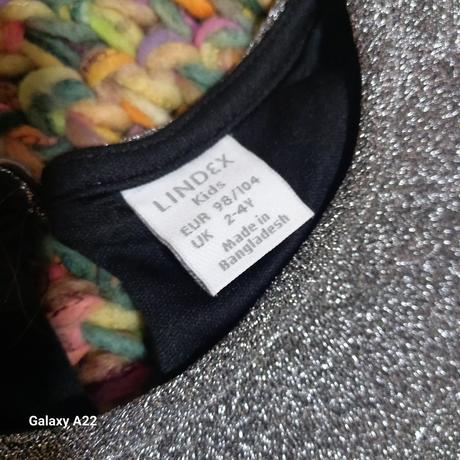 LINDEX
Kids
EUR 98/104
UK 2-4Y
Made in
Bangladesh
Galaxy A22